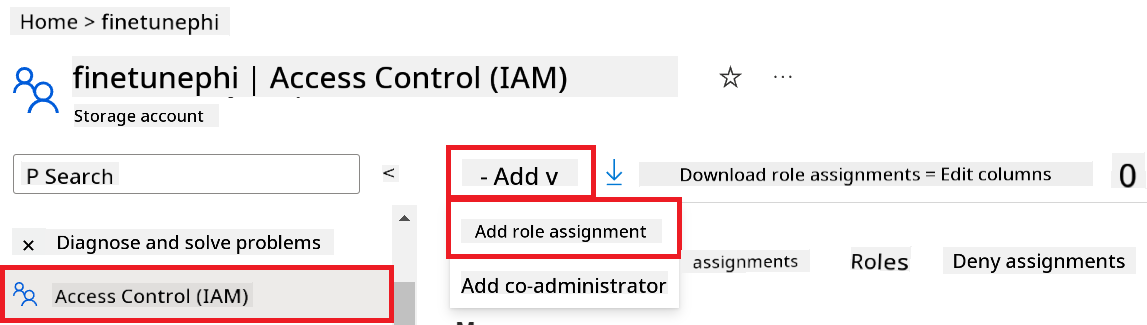 Home > finetunephi
finetunephi | Access Control (IAM)
Storage account
P Search
<
- Add v
Download role assignments = Edit columns
0
× Diagnose and solve problems
Add role assignment
assignments
Roles
Deny assignments
Access Control (IAM)
Add co-administrator